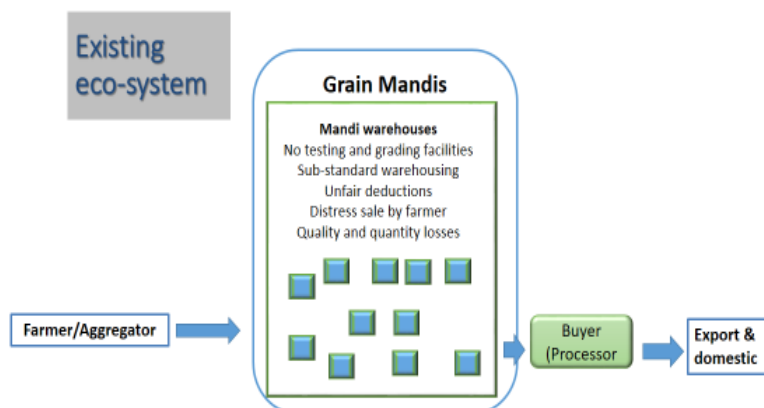 Existing
eco-system
Grain Mandis
Mandi warehouses
No testing and grading facilities
Sub-standard warehousing
Unfair deductions
Distress sale by farmer
Quality and quantity losses
Farmer/Aggregator
Buyer
(Processor
Export &
domestic